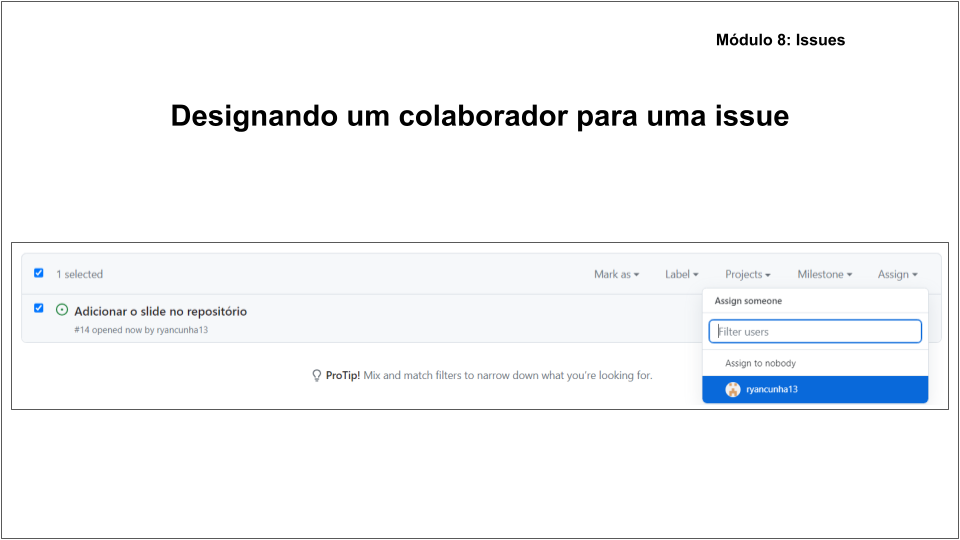 Módulo 8: Issues
Designando um colaborador para uma issue
1 selected Mark as Label Projects Milestone Assign
Adicionar o slide no repositório
#14 opened now by ryancunha13
Assign someone
Filter users
Assign to nobody
ryancunha13
ProTip! Mix and match filters to narrow down what you're looking for.